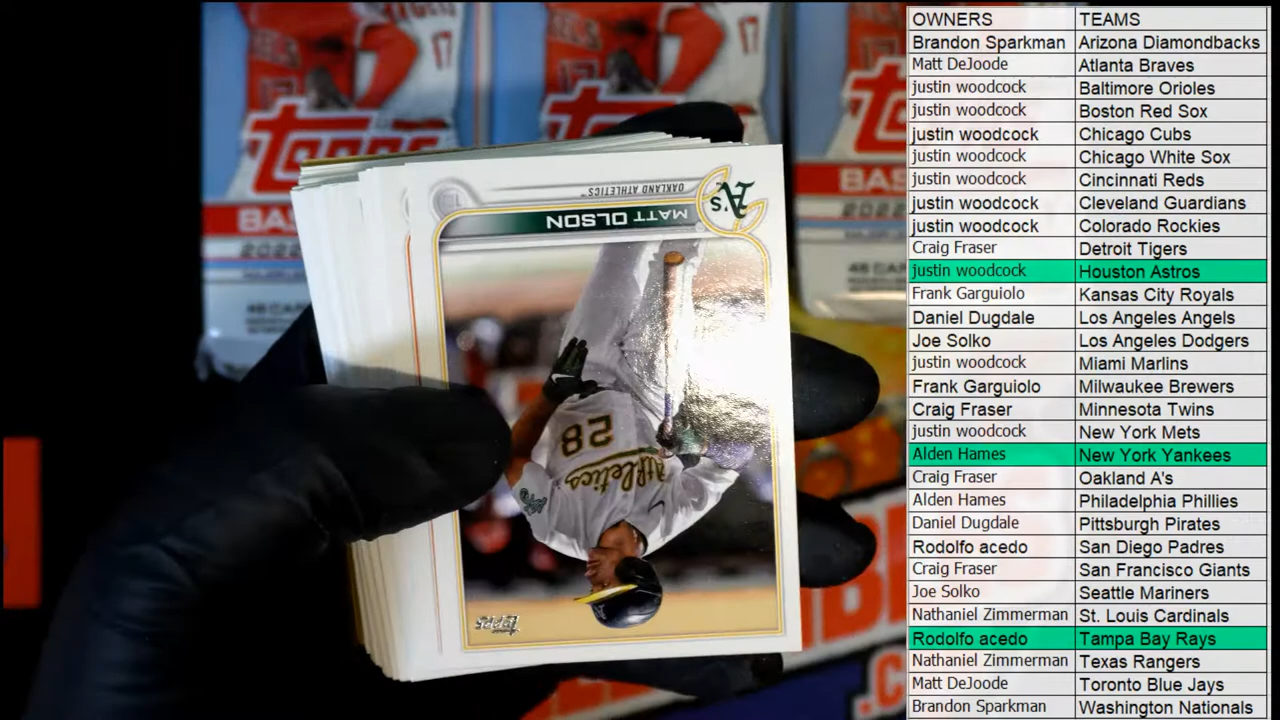 OWNERS TEAMS
Brandon Sparkman Arizona Diamondbacks
Matt DeJoode Atlanta Braves
justin woodcock Baltimore Orioles
justin woodcock Boston Red Sox
justin woodcock Chicago Cubs
justin woodcock Chicago White Sox
justin woodcock Cincinnati Reds
justin woodcock Cleveland Guardians
justin woodcock Colorado Rockies
Craig Fraser Detroit Tigers
justin woodcock Houston Astros
Frank Garguiolo Kansas City Royals
Daniel Dugdale Los Angeles Angels
Joe Solko Los Angeles Dodgers
justin woodcock Miami Marlins
Frank Garguiolo Milwaukee Brewers
Craig Fraser Minnesota Twins
justin woodcock New York Mets
Alden Hames New York Yankees
Craig Fraser Oakland A's
Alden Hames Philadelphia Phillies
Daniel Dugdale Pittsburgh Pirates
Rodolfo acedo San Diego Padres
Craig Fraser San Francisco Giants
Joe Solko Seattle Mariners
Nathaniel Zimmerman St. Louis Cardinals
Rodolfo acedo Tampa Bay Rays
Nathaniel Zimmerman Texas Rangers
Matt DeJoode Toronto Blue Jays
Brandon Sparkman Washington Nationals
OAKLAND ATHLETICS
MATT OLSON
A's
28
Athletics
Topps
Topps
17
17
2022